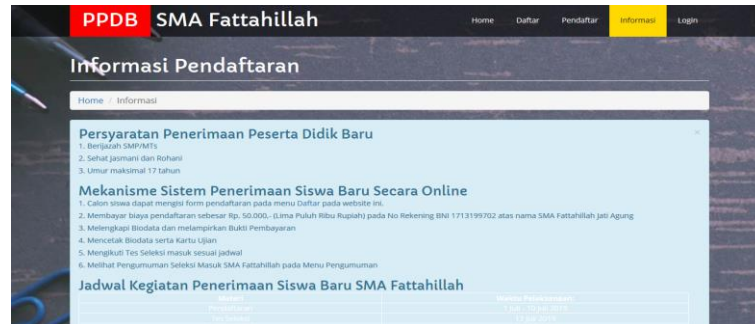 PPDB SMA Fattahillah
Home Daftar Pendaftar Informasi Login
Informasi Pendaftaran
Home / Informasi
Persyaratan Penerimaan Peserta Didik Baru ×
1. Berijazah SMP/MTs
2. Sehat Jasmani dan Rohani
3. Umur maksimal 17 tahun
Mekanisme Sistem Penerimaan Siswa Baru Secara Online
1. Calon siswa dapat mengisi form pendaftaran pada menu Daftar pada website ini.
2. Membayar biaya pendaftaran sebesar Rp. 50.000,- (Lima Puluh Ribu Rupiah) pada No Rekening BNI 1713199702 atas nama SMA Fattahillah Jati Agung
3. Melengkapi Biodata dan melampirkan Bukti Pembayaran
4. Mencetak Biodata serta Kartu Ujian
5. Mengikuti Tes Seleksi masuk sesuai jadwal
6. Melihat Pengumuman Seleksi Masuk SMA Fattahillah pada Menu Pengumuman
Jadwal Kegiatan Penerimaan Siswa Baru SMA Fattahillah